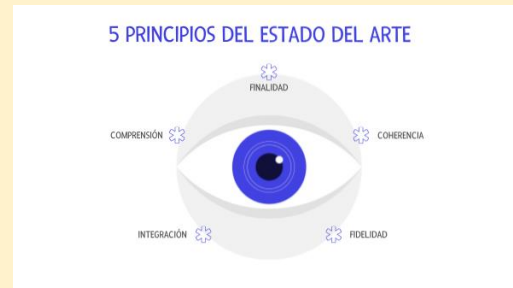 5 PRINCIPIOS DEL ESTADO DEL ARTE
FINALIDAD
COMPRENSIÓN
COHERENCIA
INTEGRACIÓN
FIDELIDAD